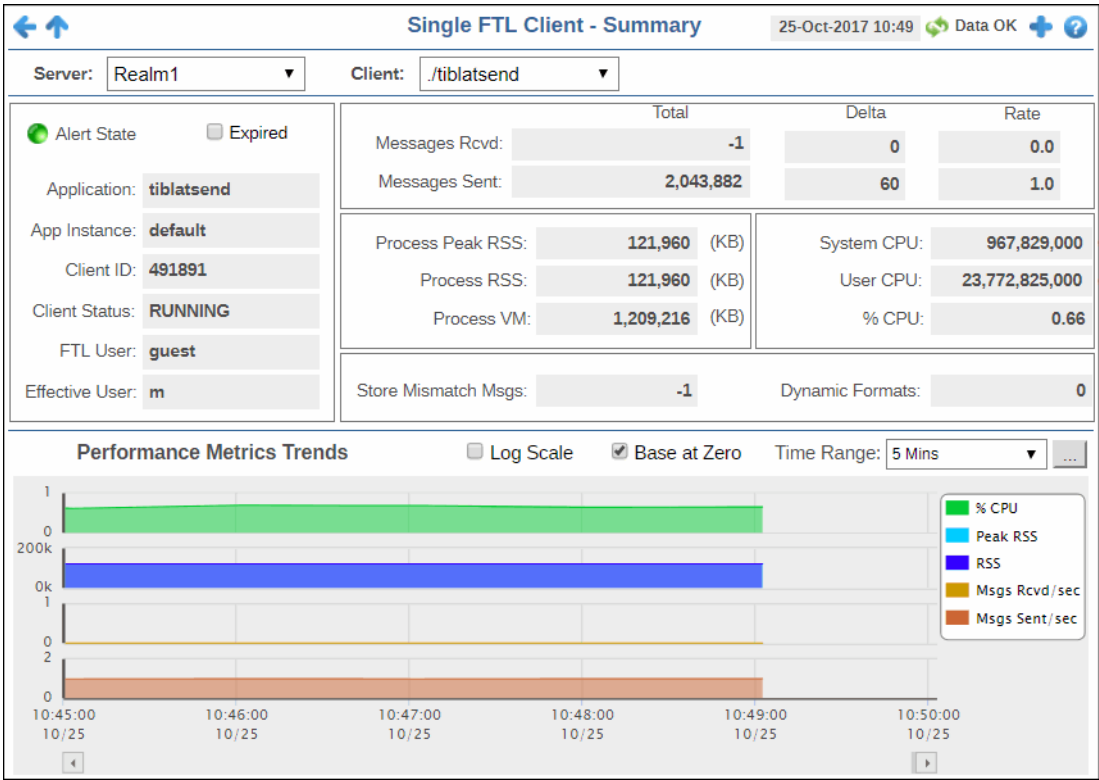 Single FTL Client - Summary 25-Oct-2017 10:49 Data OK
Server: Realm1 Client: ./tiblatsend
Alert State Expired
Application: tiblatsend
App Instance: default
Client ID: 491891
Client Status: RUNNING
FTL User: guest
Effective User: m
Total Delta Rate
Messages Rcvd: -1 0 0.0
Messages Sent: 2,043,882 60 1.0
Process Peak RSS: 121,960 (KB)
Process RSS: 121,960 (KB)
Process VM: 1,209,216 (KB)
System CPU: 967,829,000
User CPU: 23,772,825,000
% CPU: 0.66
Store Mismatch Msgs: -1 Dynamic Formats: 0
Performance Metrics Trends Log Scale Base at Zero Time Range: 5 Mins ...
1
0
200k
0k
1
0
2
0
10:45:00 10:46:00 10:47:00 10:48:00 10:49:00 10:50:00
10/25 10/25 10/25 10/25 10/25 10/25
% CPU
Peak RSS
RSS
Msgs Rcvd/sec
Msgs Sent/sec